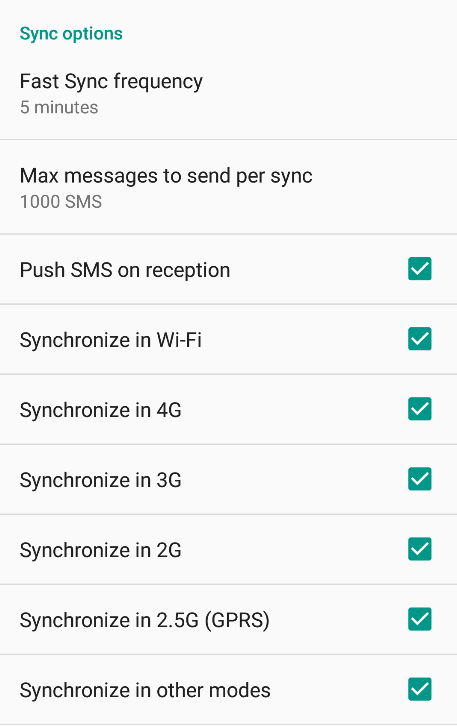 Sync options
Fast Sync frequency
5 minutes
Max messages to send per sync
1000 SMS
Push SMS on reception
Synchronize in Wi-Fi
Synchronize in 4G
Synchronize in 3G
Synchronize in 2G
Synchronize in 2.5G (GPRS)
Synchronize in other modes